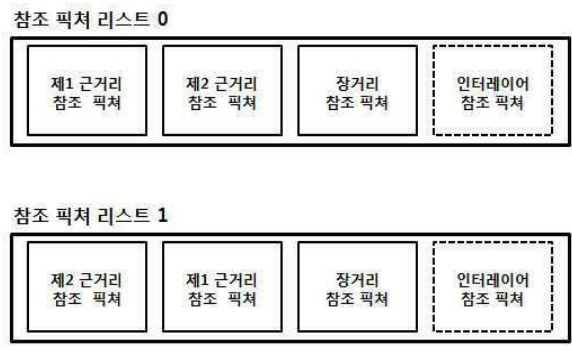 참조 픽쳐 리스트 0
제1 근거리
참조 픽쳐
제2 근거리
참조 픽쳐
장거리
참조 픽쳐
인터레이어
참조 픽쳐
참조 픽쳐 리스트 1
제2 근거리
참조 픽쳐
제1 근거리
참조 픽쳐
장거리
참조 픽쳐
인터레이어
참조 픽쳐